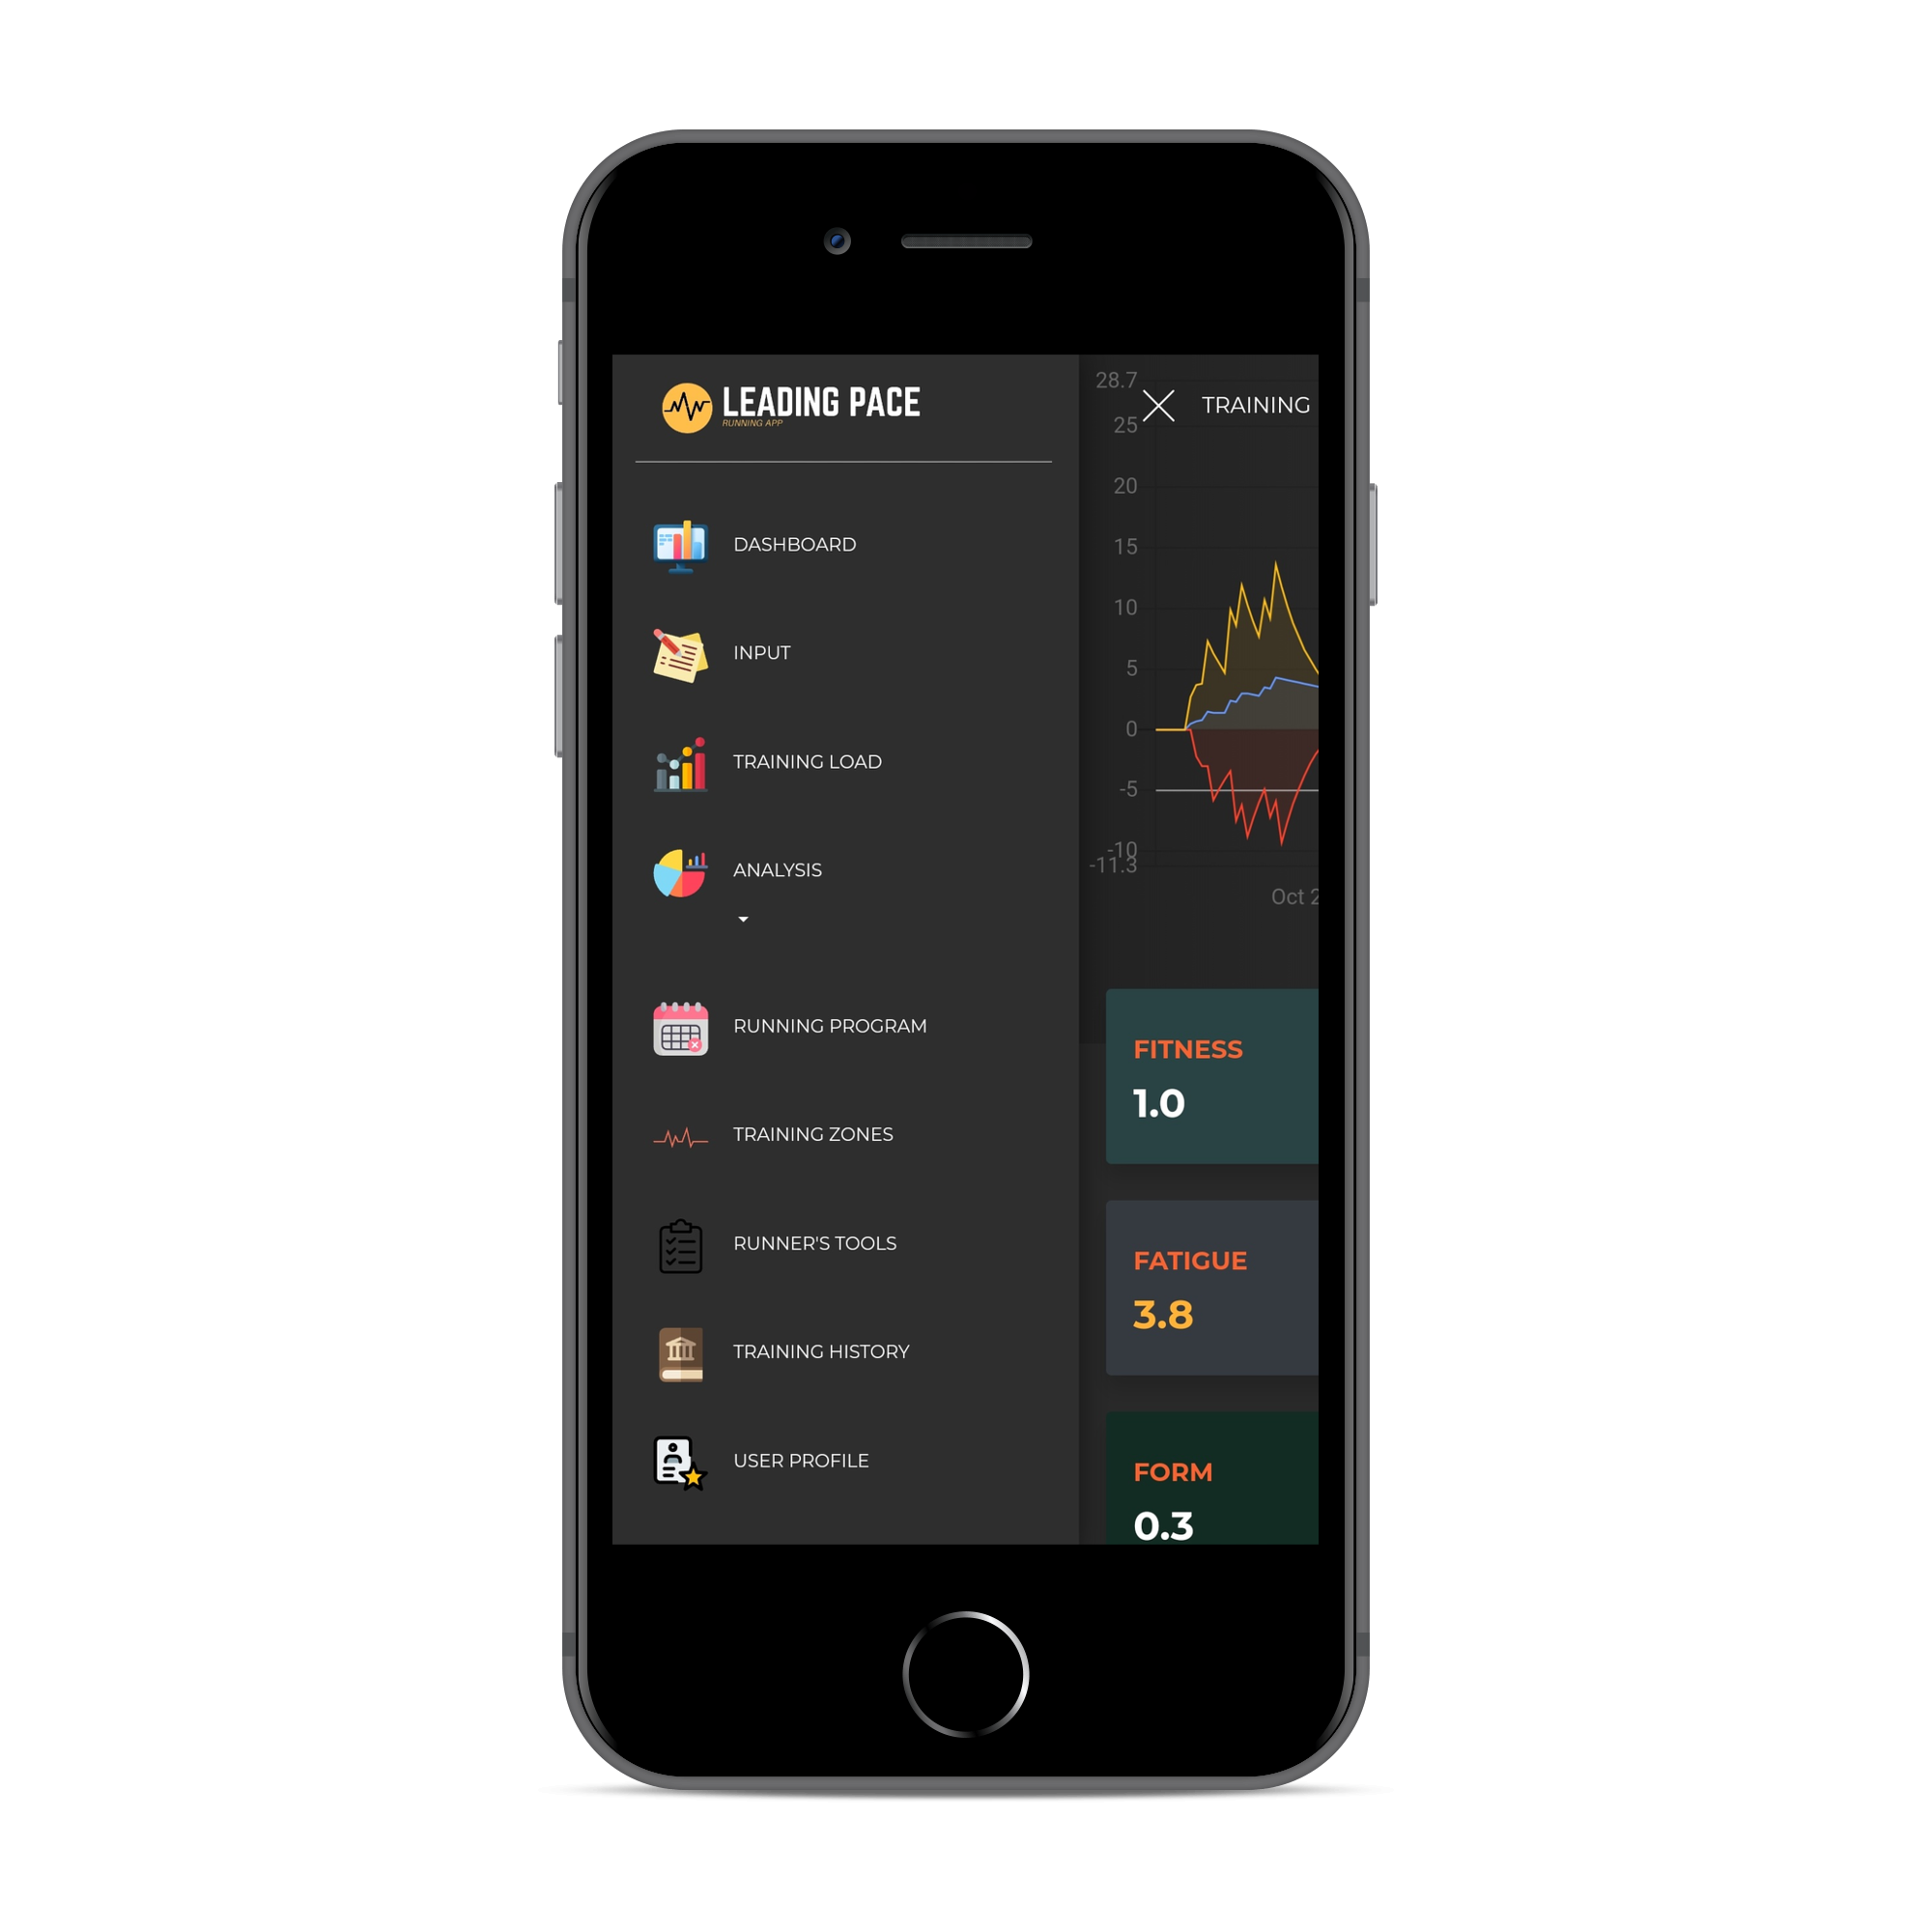 LEADING PACE
RUNNING APP
DASHBOARD
INPUT
TRAINING LOAD
ANALYSIS
RUNNING PROGRAM
TRAINING ZONES
RUNNER'S TOOLS
TRAINING HISTORY
USER PROFILE
TRAINING
28.7
25
20
15
10
5
0
-5
-10
-11.3
Oct 2
FITNESS
1.0
FATIGUE
3.8
FORM
0.3